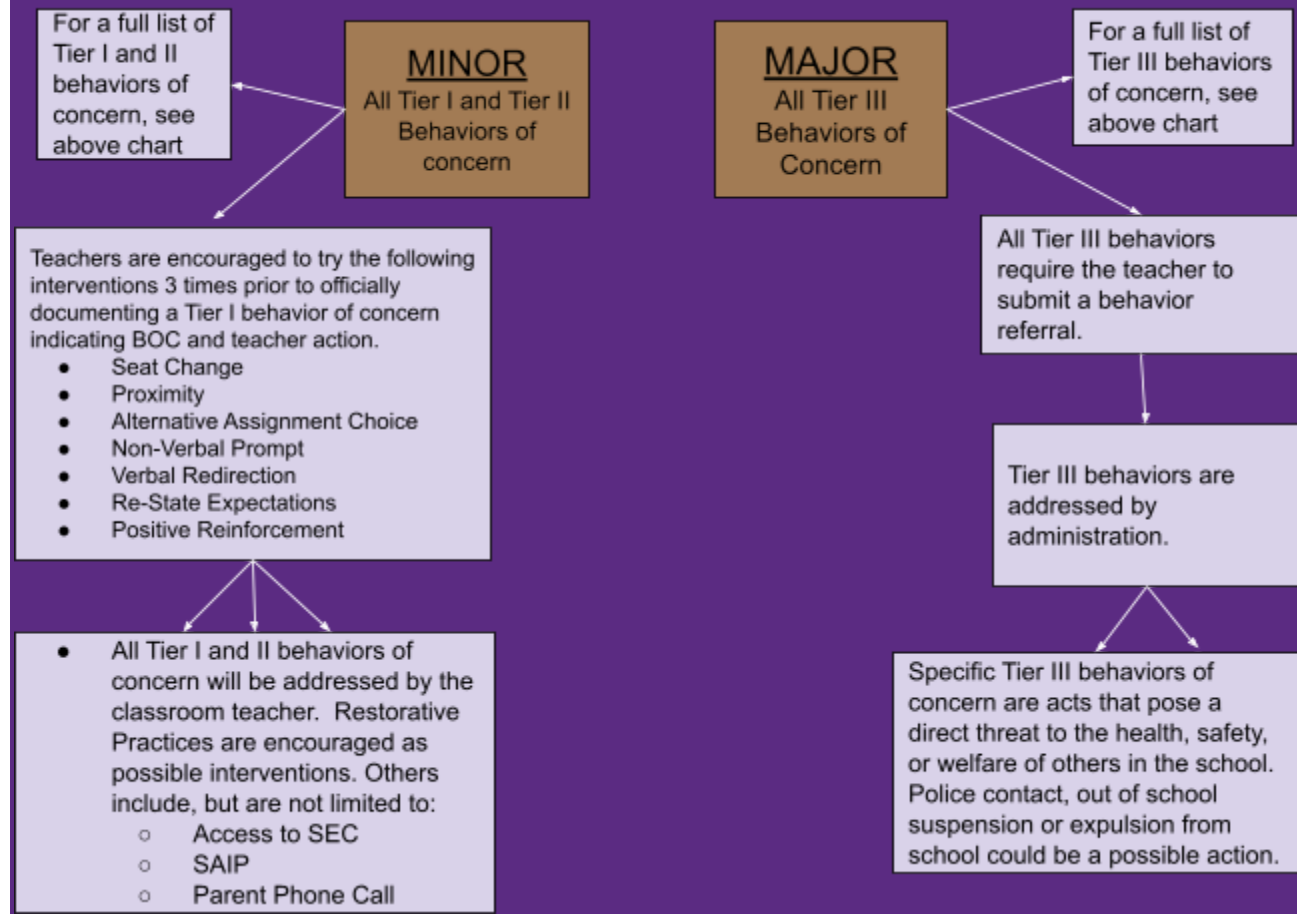 For a full list of
Tier I and II
behaviors of
concern, see
above chart
MINOR
All Tier I and Tier II
Behaviors of
concern
Teachers are encouraged to try the following
interventions 3 times prior to officially
documenting a Tier I behavior of concern
indicating BOC and teacher action.
● Seat Change
● Proximity
● Alternative Assignment Choice
● Non-Verbal Prompt
● Verbal Redirection
● Re-State Expectations
● Positive Reinforcement
● All Tier I and II behaviors of
concern will be addressed by the
classroom teacher. Restorative
Practices are encouraged as
possible interventions. Others
include, but are not limited to:
○ Access to SEC
○ SAIP
○ Parent Phone Call
MAJOR
All Tier III
Behaviors of
Concern
For a full list of
Tier III behaviors
of concern, see
above chart
All Tier III behaviors
require the teacher to
submit a behavior
referral.
Tier III behaviors are
addressed by
administration.
Specific Tier III behaviors of
concern are acts that pose a
direct threat to the health, safety,
or welfare of others in the school.
Police contact, out of school
suspension or expulsion from
school could be a possible action.